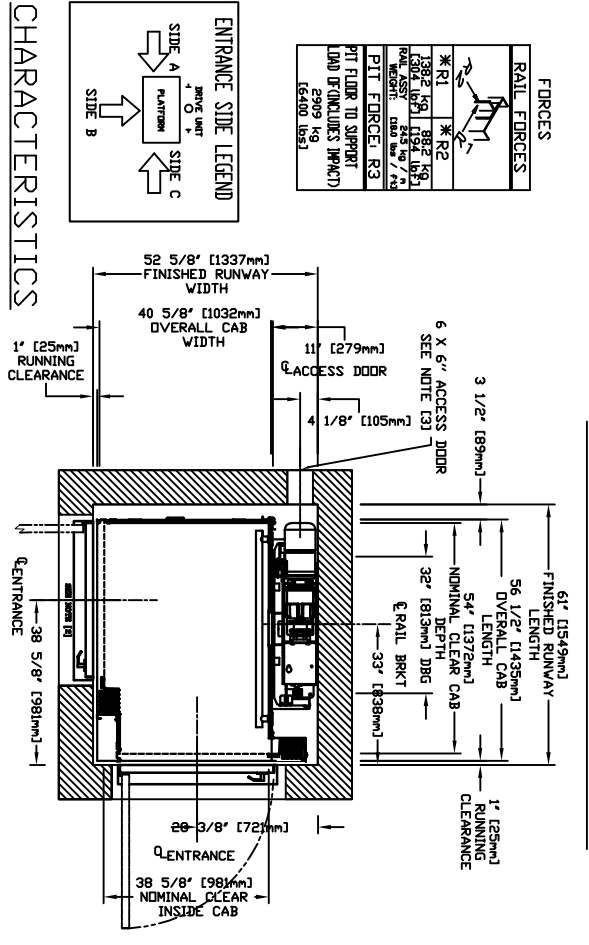 FORCES
RAIL FORCES
R2
R1
*R1
*R2
138.2 kg
[304 lbf]
88.2 kg
[194 lbf]
RAIL ASSY
WEIGHT:
24.5 kg / m
PIT FORCE: R3
PIT FLOOR TO SUPPORT
LOAD OF(INCLUDES IMPACT)
2909 kg
[6400 lbs]
ENTRANCE SIDE LEGEND
DRIVE UNIT
PLATFORM
SIDE A
SIDE B
SIDE C
CHARACTERISTICS
52 5/8" [1337mm]
FINISHED RUNWAY
WIDTH
40 5/8" [1032mm]
OVERALL CAB
WIDTH
1" [25mm]
RUNNING
CLEARANCE
11" [279mm]
ACCESS DOOR
4 1/8" [105mm]
6 X 6" ACCESS DOOR
SEE NOTE [3]
3 1/2" [89mm]
61" [1549mm]
FINISHED RUNWAY
LENGTH
56 1/2" [1435mm]
OVERALL CAB
LENGTH
54" [1372mm]
NOMINAL CLEAR CAB
DEPTH
32" [813mm] DBG
RAIL BRKT
33" [838mm]
1" [25mm]
RUNNING
CLEARANCE
ENTRANCE
38 5/8" [981mm]
28 3/8" [721mm]
ENTRANCE
38 5/8" [981mm]
NOMINAL CLEAR
INSIDE CAB